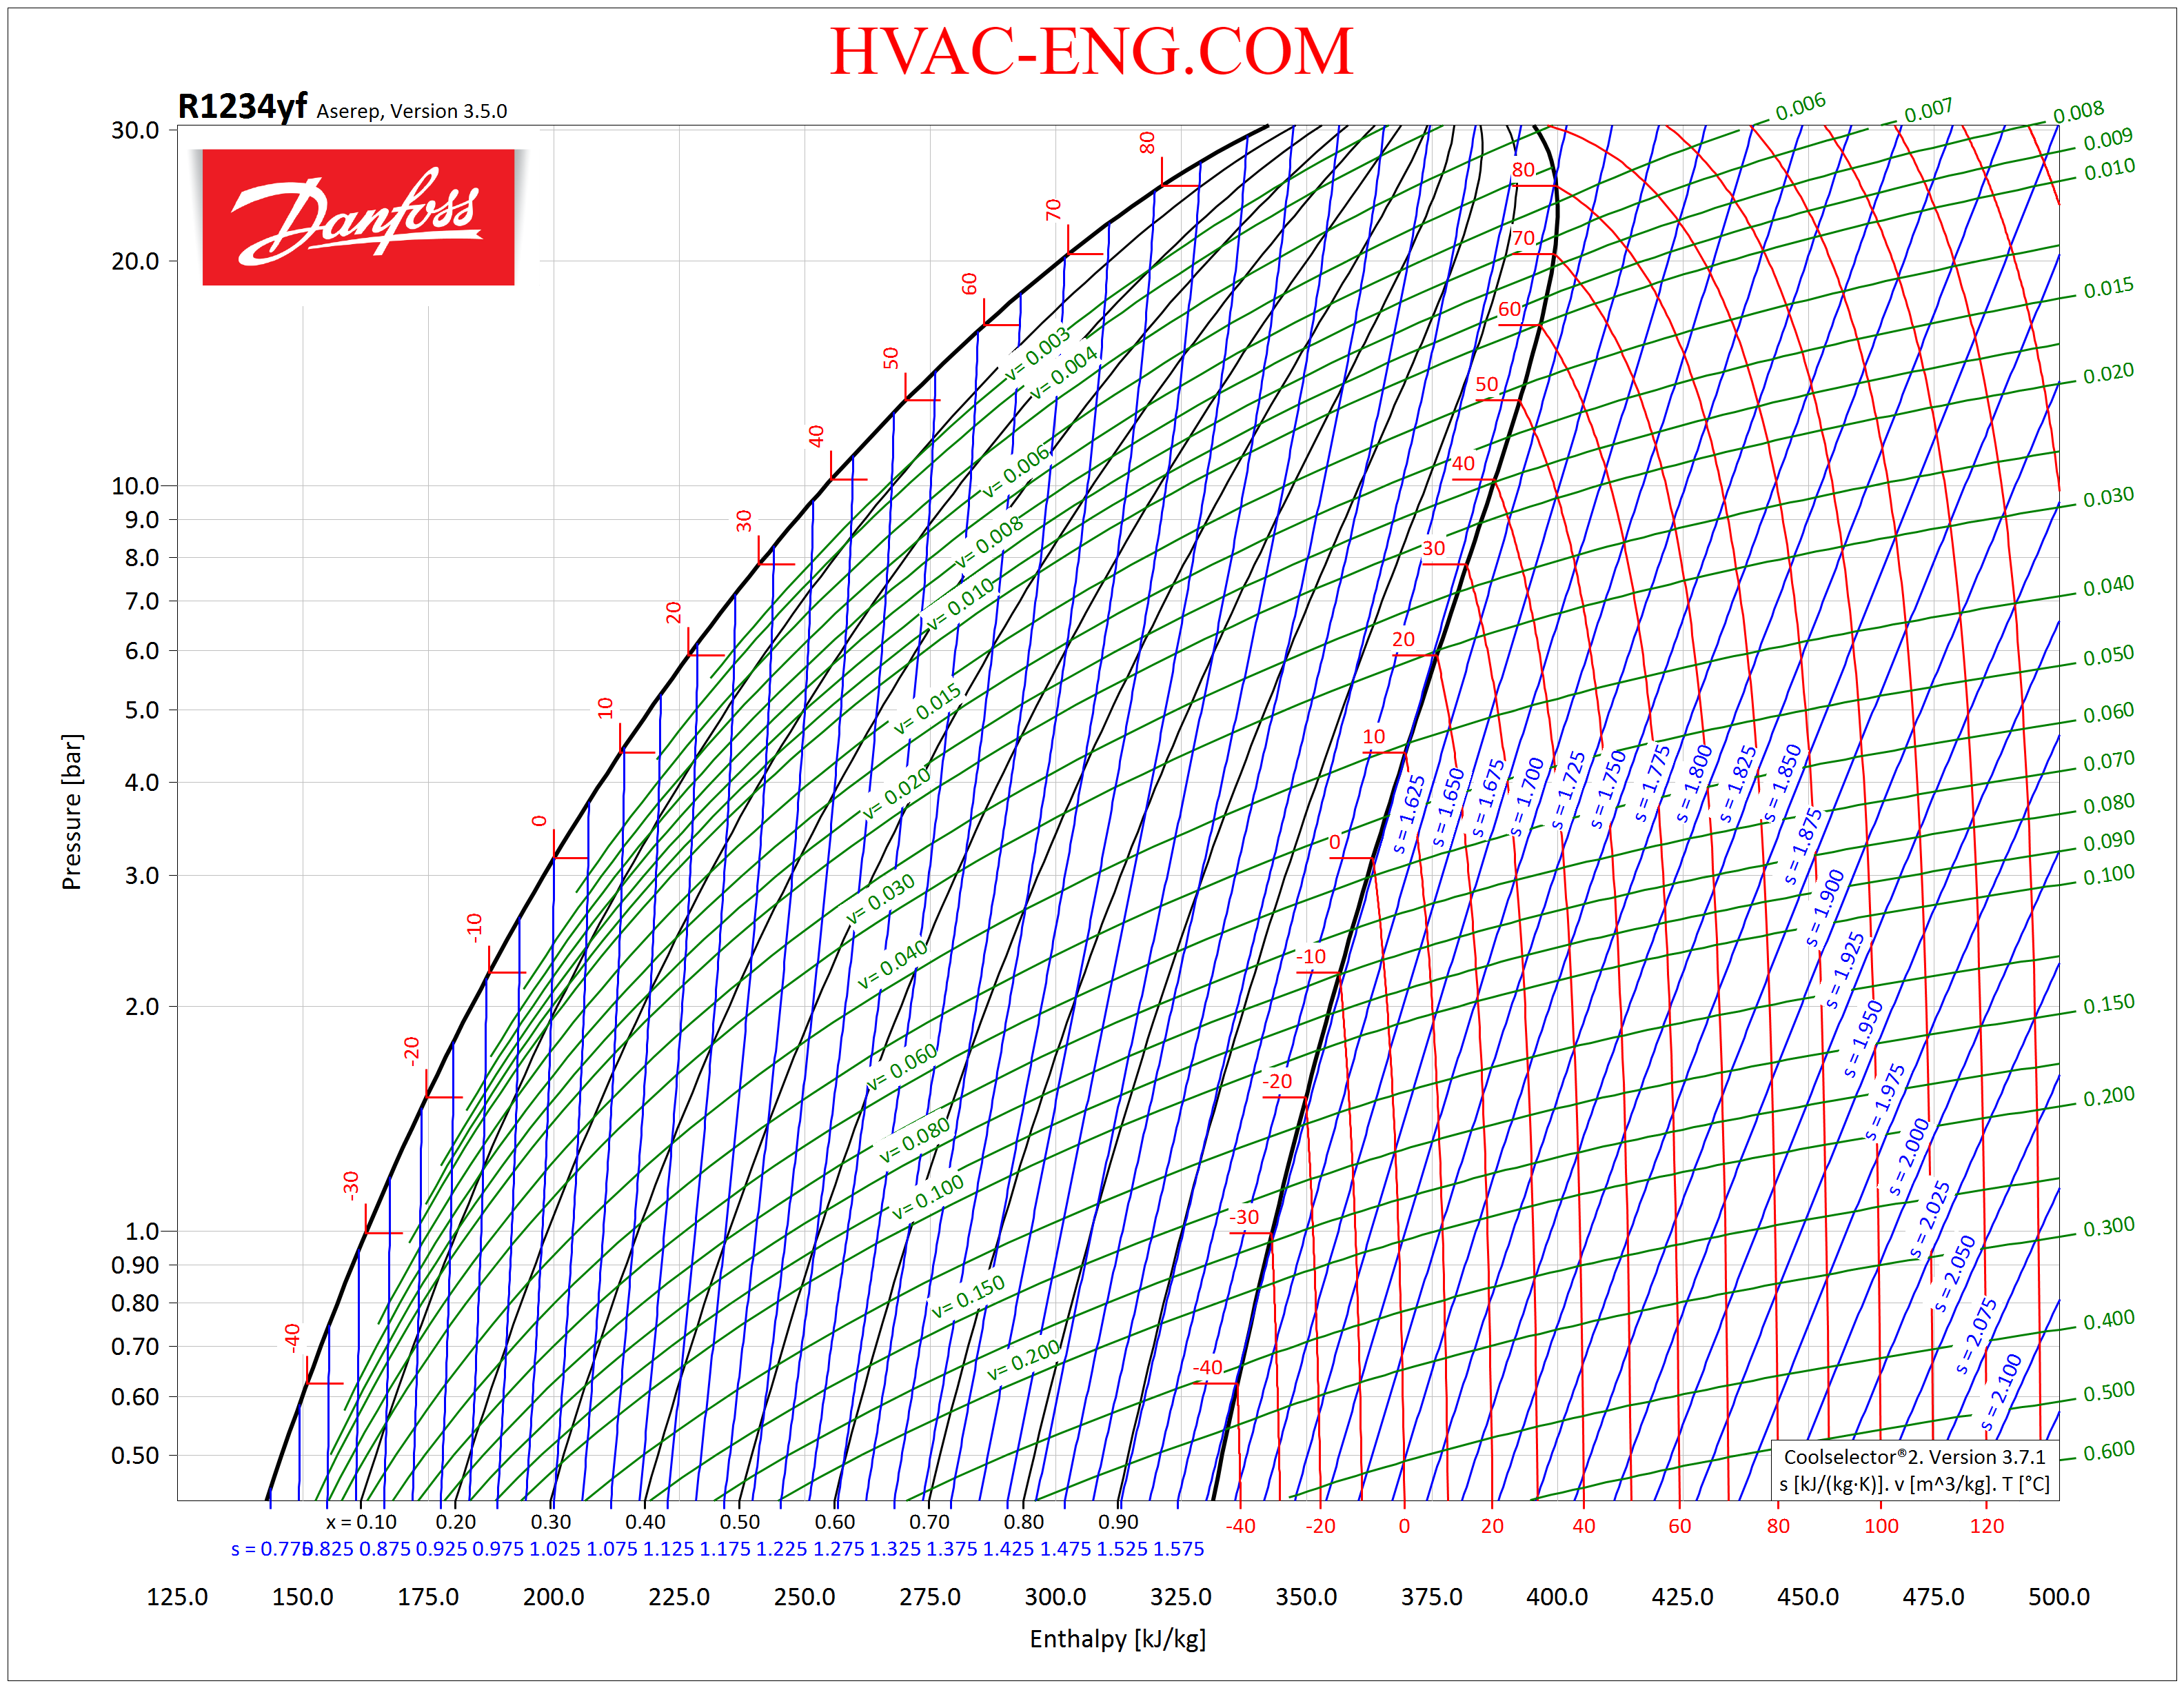 HVAC-ENG.COM
R1234yf Aserep, Version 3.5.0
Danfoss
30.0
20.0
10.0
9.0
8.0
7.0
6.0
5.0
4.0
3.0
2.0
1.0
0.90
0.80
0.70
0.60
0.50
Pressure [bar]
80
70
60
50
40
30
20
10
0
-10
-20
-30
-40
80
70
60
50
40
30
20
10
0
-10
-20
-30
-40
v= 0.003
v= 0.004
v= 0.006
v= 0.008
v= 0.010
v= 0.015
v= 0.020
v= 0.030
v= 0.040
v= 0.060
v= 0.080
v= 0.100
v= 0.150
v= 0.200
s = 1.625
s = 1.650
s = 1.675
s = 1.700
s = 1.725
s = 1.750
s = 1.775
s = 1.800
s = 1.825
s = 1.850
s = 1.875
s = 1.900
s = 1.925
s = 1.950
s = 1.975
s = 2.000
s = 2.025
s = 2.050
s = 2.075
s = 2.100
0.006
0.007
0.008
0.009
0.010
0.015
0.020
0.030
0.040
0.050
0.060
0.070
0.080
0.090
0.100
0.150
0.200
0.300
0.400
0.500
0.600
Coolselector®2. Version 3.7.1
s [kJ/(kg·K)]. v [m^3/kg]. T [°C]
x = 0.10 0.20 0.30 0.40 0.50 0.60 0.70 0.80 0.90
-40 -20 0 20 40 60 80 100 120
s = 0.775 0.825 0.875 0.925 0.975 1.025 1.075 1.125 1.175 1.225 1.275 1.325 1.375 1.425 1.475 1.525 1.575
125.0 150.0 175.0 200.0 225.0 250.0 275.0 300.0 325.0 350.0 375.0 400.0 425.0 450.0 475.0 500.0
Enthalpy [kJ/kg]